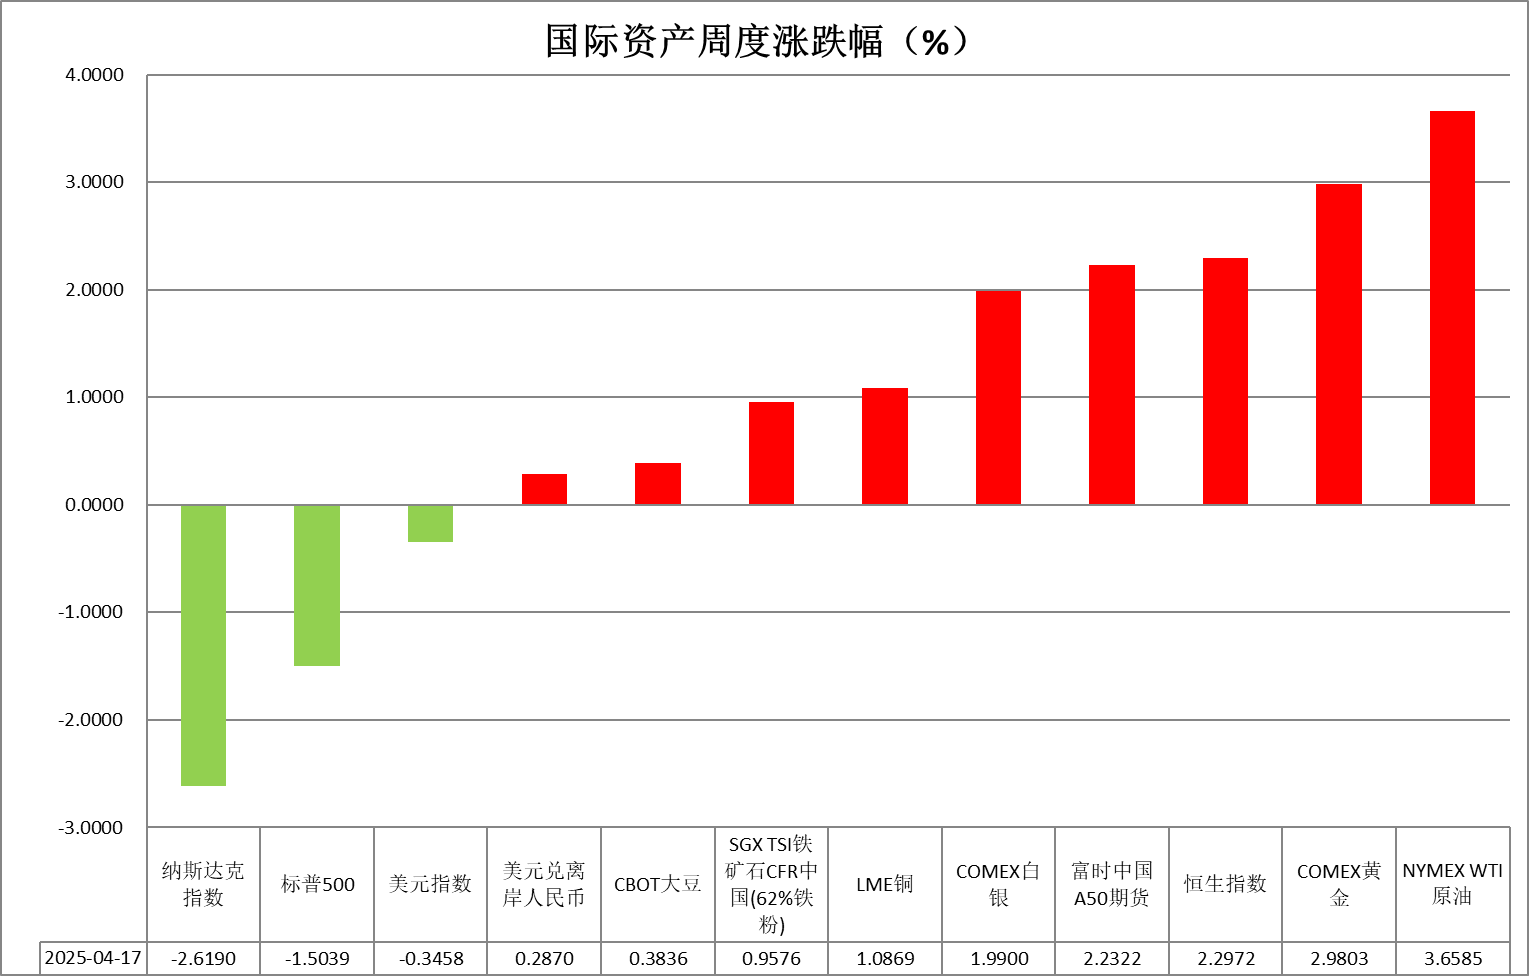 国际资产周度涨跌幅（%）
4.0000
3.0000
2.0000
1.0000
0.0000
-1.0000
-2.0000
-3.0000
纳斯达克
指数
标普500
美元指数
美元兑离
岸人民币
CBOT大豆
SGX TSI铁
矿石CFR中
国(62%铁
粉)
LME铜
COMEX白
银
富时中国
A50期货
恒生指数
COMEX黄
金
NYMEX WTI
原油
2025-04-17 -2.6190 -1.5039 -0.3458 0.2870 0.3836 0.9576 1.0869 1.9900 2.2322 2.2972 2.9803 3.6585